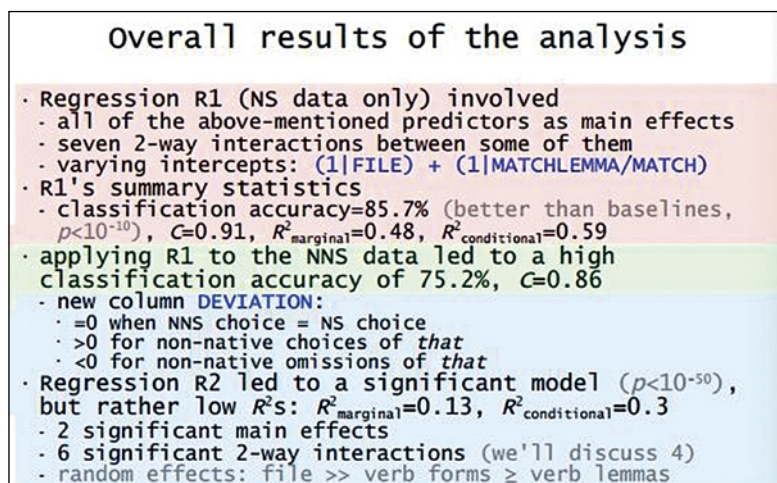 Overall results of the analysis
· Regression R1 (NS data only) involved
· all of the above-mentioned predictors as main effects
· seven 2-way interactions between some of them
· varying intercepts: (1|FILE) + (1|MATCHLEMMA/MATCH)
· R1's summary statistics
· classification accuracy=85.7% (better than baselines,
p<10⁻¹⁰), C=0.91, R²marginal=0.48, R²conditional=0.59
· applying R1 to the NNS data led to a high
classification accuracy of 75.2%, C=0.86
· new column DEVIATION:
· =0 when NNS choice = NS choice
· >0 for non-native choices of that
· <0 for non-native omissions of that
· Regression R2 led to a significant model (p<10⁻⁵⁰),
but rather low R²s: R²marginal=0.13, R²conditional=0.3
· 2 significant main effects
· 6 significant 2-way interactions (we'll discuss 4)
· random effects: file >> verb forms ≥ verb lemmas